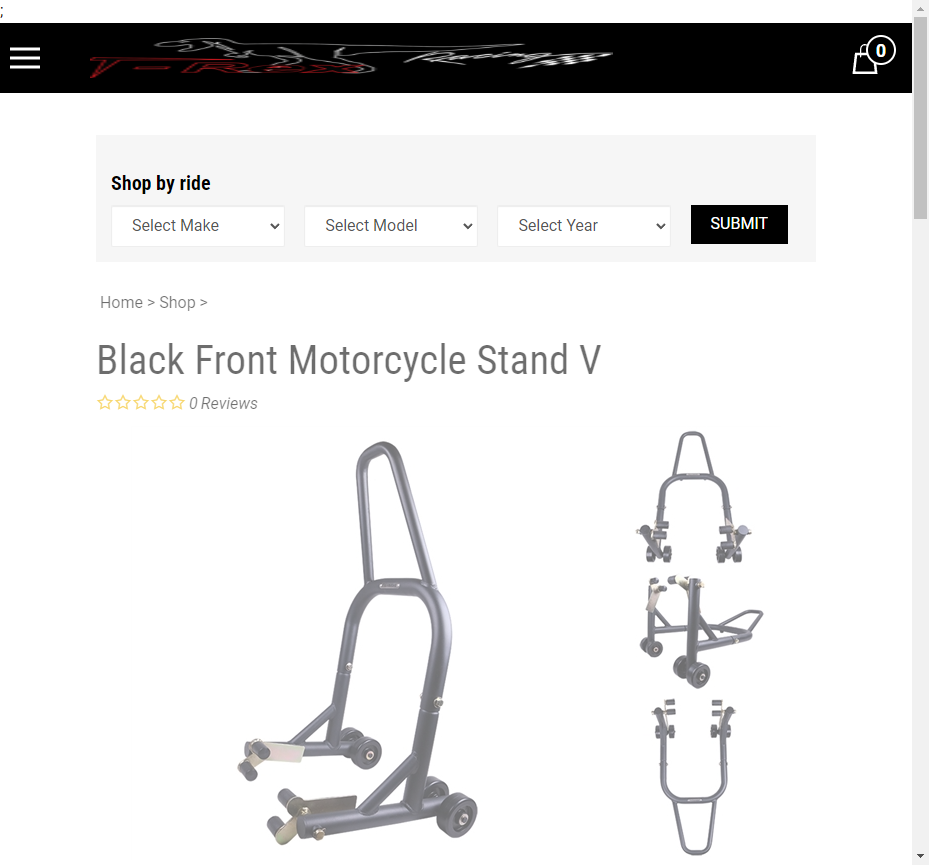 ;
V-Rex Racing
0
Shop by ride
Select Make Select Model Select Year SUBMIT
Home > Shop >
Black Front Motorcycle Stand V
0 Reviews